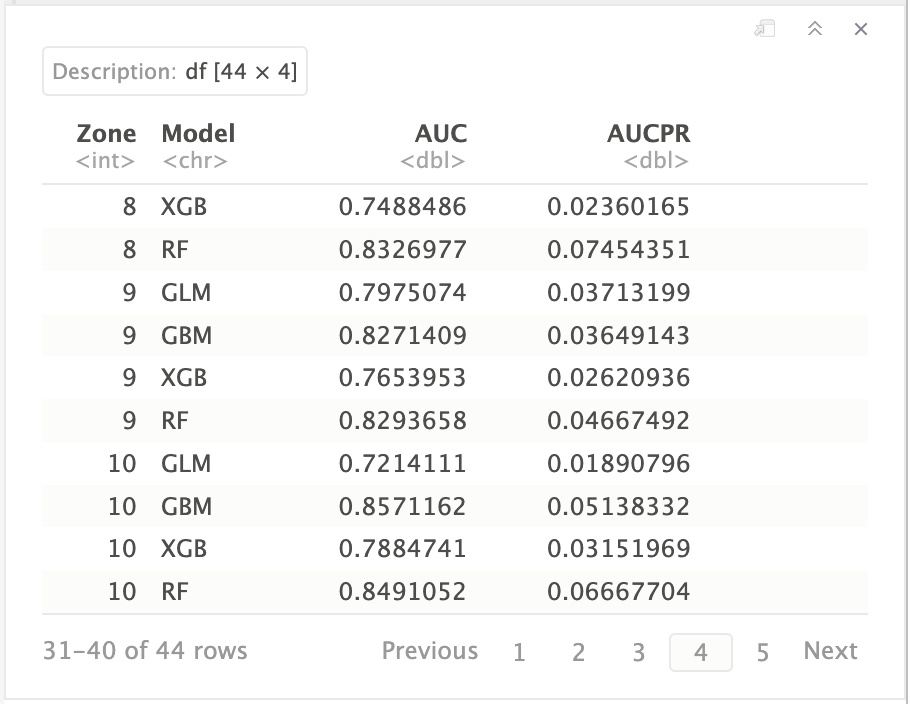 Description: df [44 × 4]
Zone Model AUC AUCPR
<int> <chr> <dbl> <dbl>
8 XGB 0.7488486 0.02360165
8 RF 0.8326977 0.07454351
9 GLM 0.7975074 0.03713199
9 GBM 0.8271409 0.03649143
9 XGB 0.7653953 0.02620936
9 RF 0.8293658 0.04667492
10 GLM 0.7214111 0.01890796
10 GBM 0.8571162 0.05138332
10 XGB 0.7884741 0.03151969
10 RF 0.8491052 0.06667704
31–40 of 44 rows Previous 1 2 3 4 5 Next